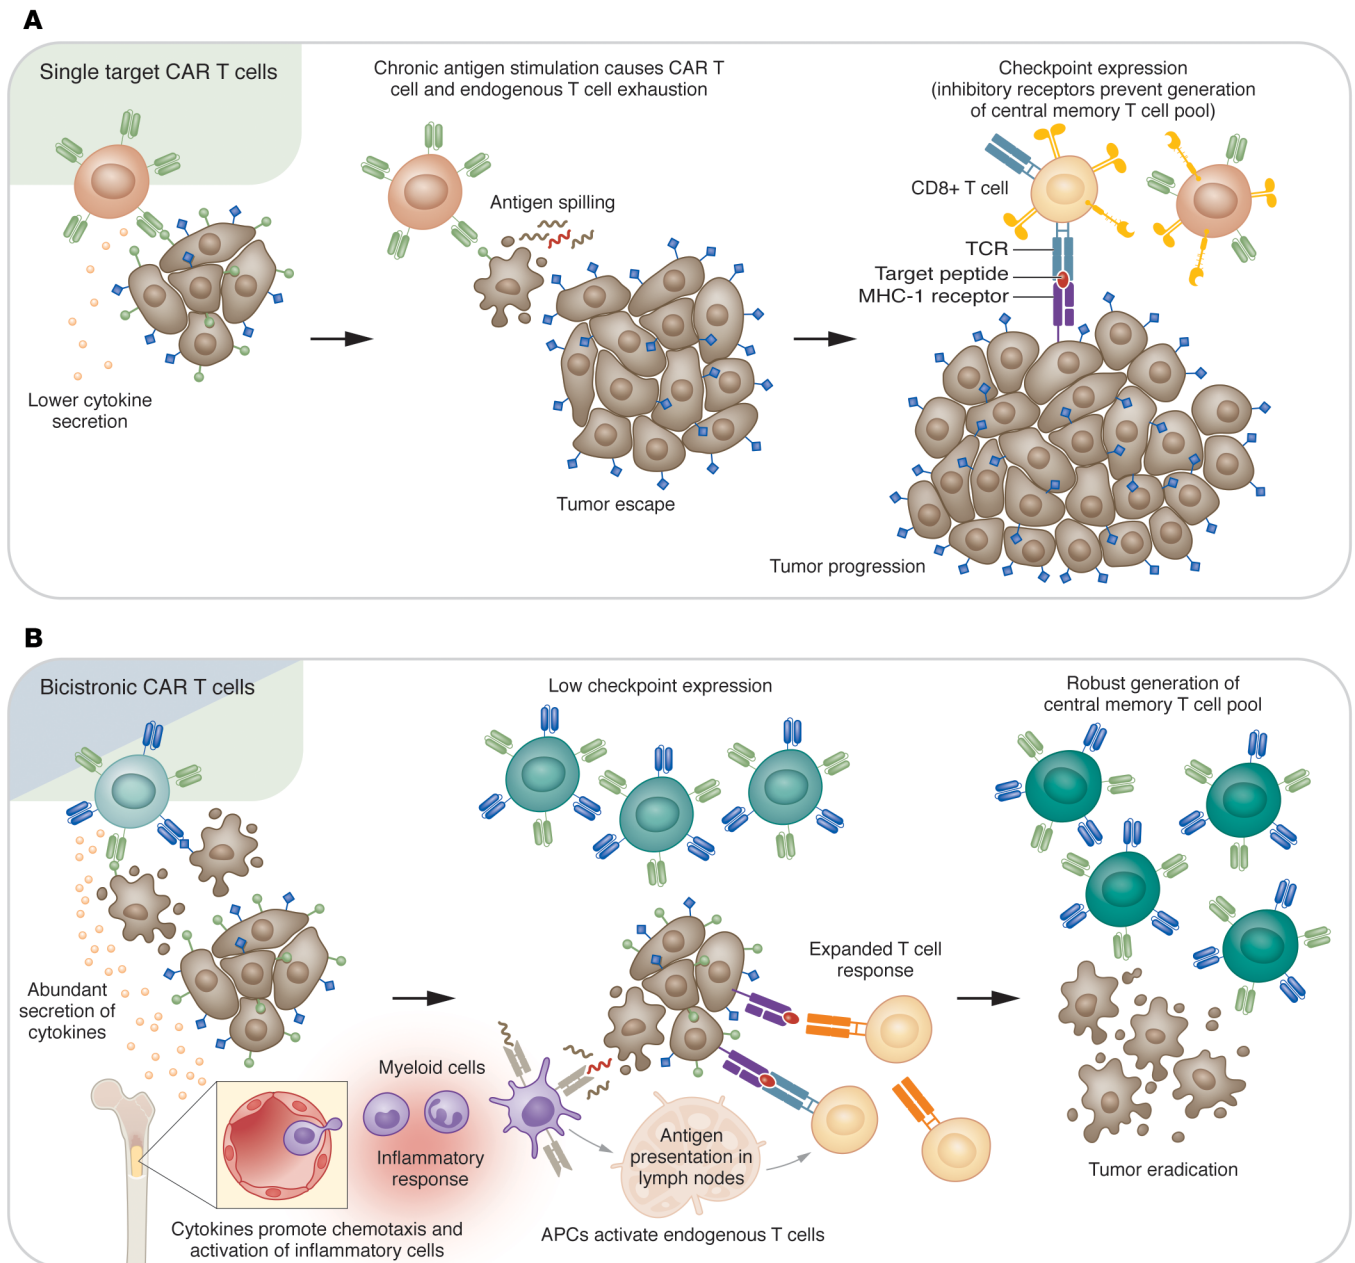 A
Single target CAR T cells
Chronic antigen stimulation causes CAR T
cell and endogenous T cell exhaustion
Checkpoint expression
(inhibitory receptors prevent generation
of central memory T cell pool)
Antigen spilling
CD8+ T cell
TCR
Target peptide
MHC-1 receptor
Lower cytokine
secretion
Tumor escape
Tumor progression
B
Bicistronic CAR T cells
Low checkpoint expression
Robust generation of
central memory T cell pool
Abundant
secretion of
cytokines
Expanded T cell
response
Myeloid cells
Inflammatory
response
Antigen
presentation in
lymph nodes
Tumor eradication
Cytokines promote chemotaxis and
activation of inflammatory cells
APCs activate endogenous T cells